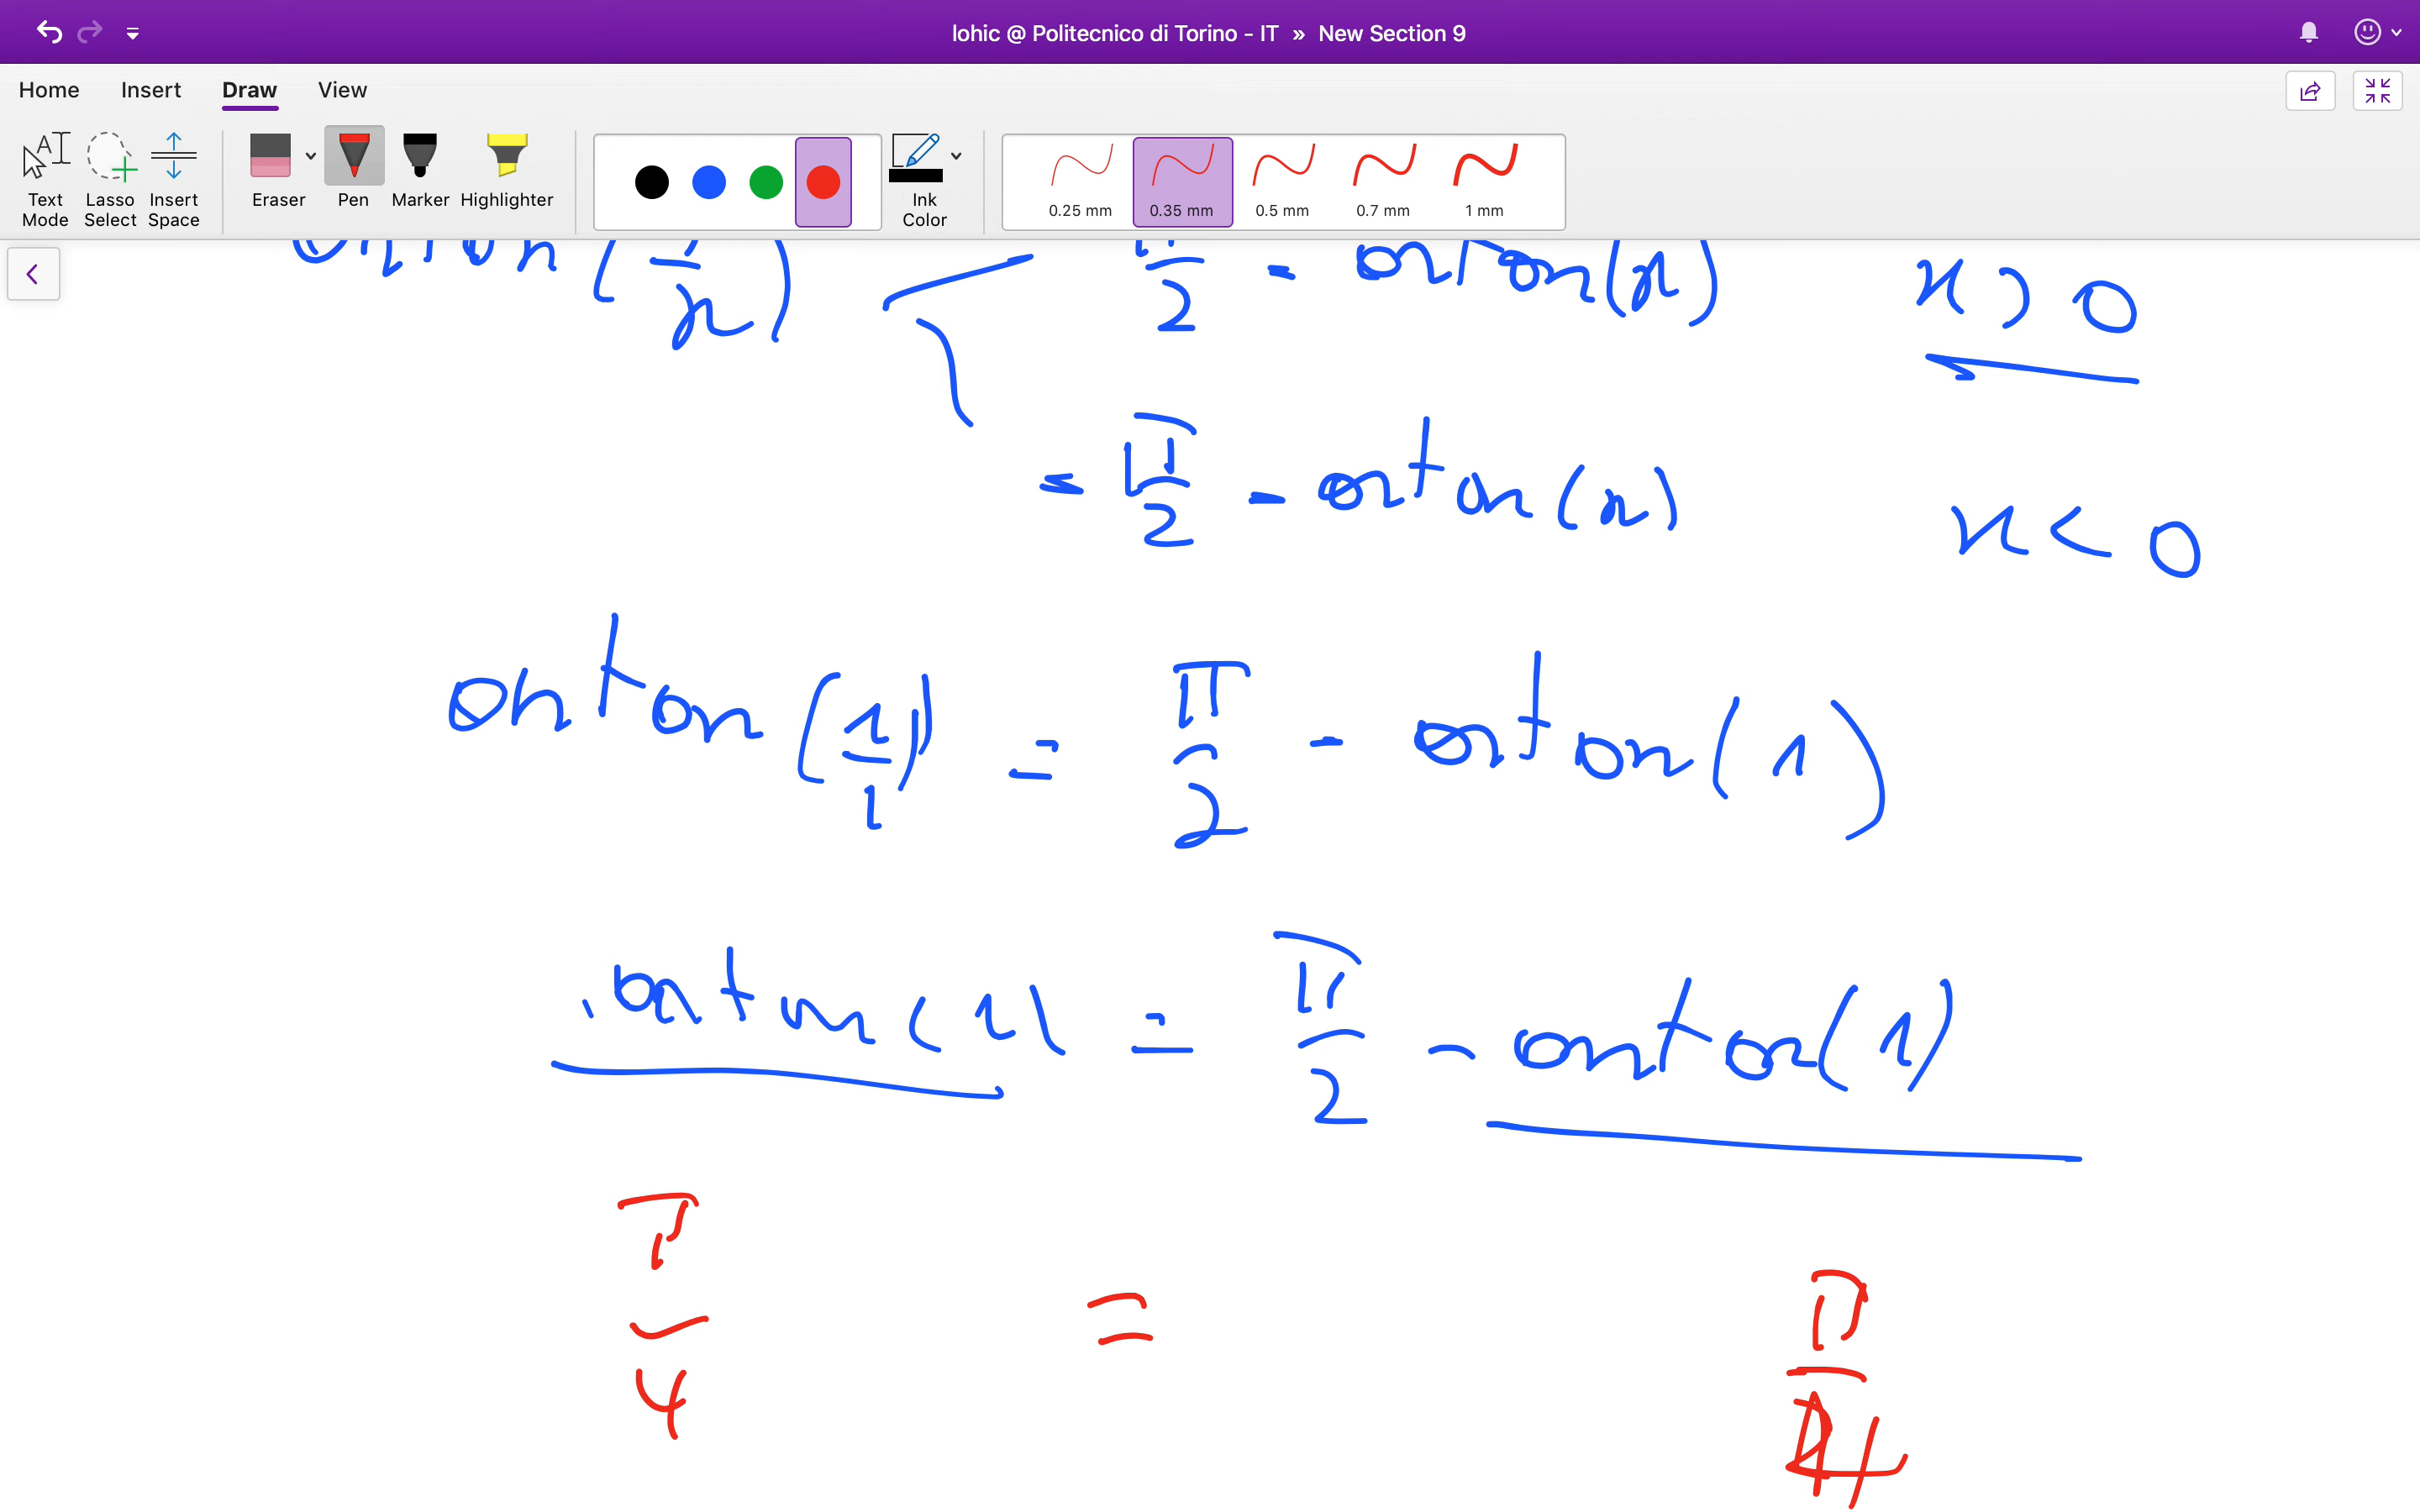 Iohic @ Politecnico di Torino - IT » New Section 9
Home Insert Draw View
Text Mode Lasso Select Insert Space Eraser Pen Marker Highlighter Ink Color 0.25 mm 0.35 mm 0.5 mm 0.7 mm 1 mm
arctan(1/x) π/2 - arctan(x) x > 0
= π/2 - arctan(x) x < 0
arctan(1/1) = π/2 - arctan(1)
arctan(1) = π/2 - arctan(1)
π/4 = π/4